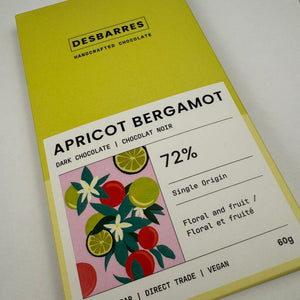 DESBARRES
HANDCRAFTED CHOCOLATE
APRICOT BERGAMOT
DARK CHOCOLATE | CHOCOLAT NOIR
72%
Single Origin
Floral and fruit /
Floral et fruité
60g
BAR | DIRECT TRADE | VEGAN